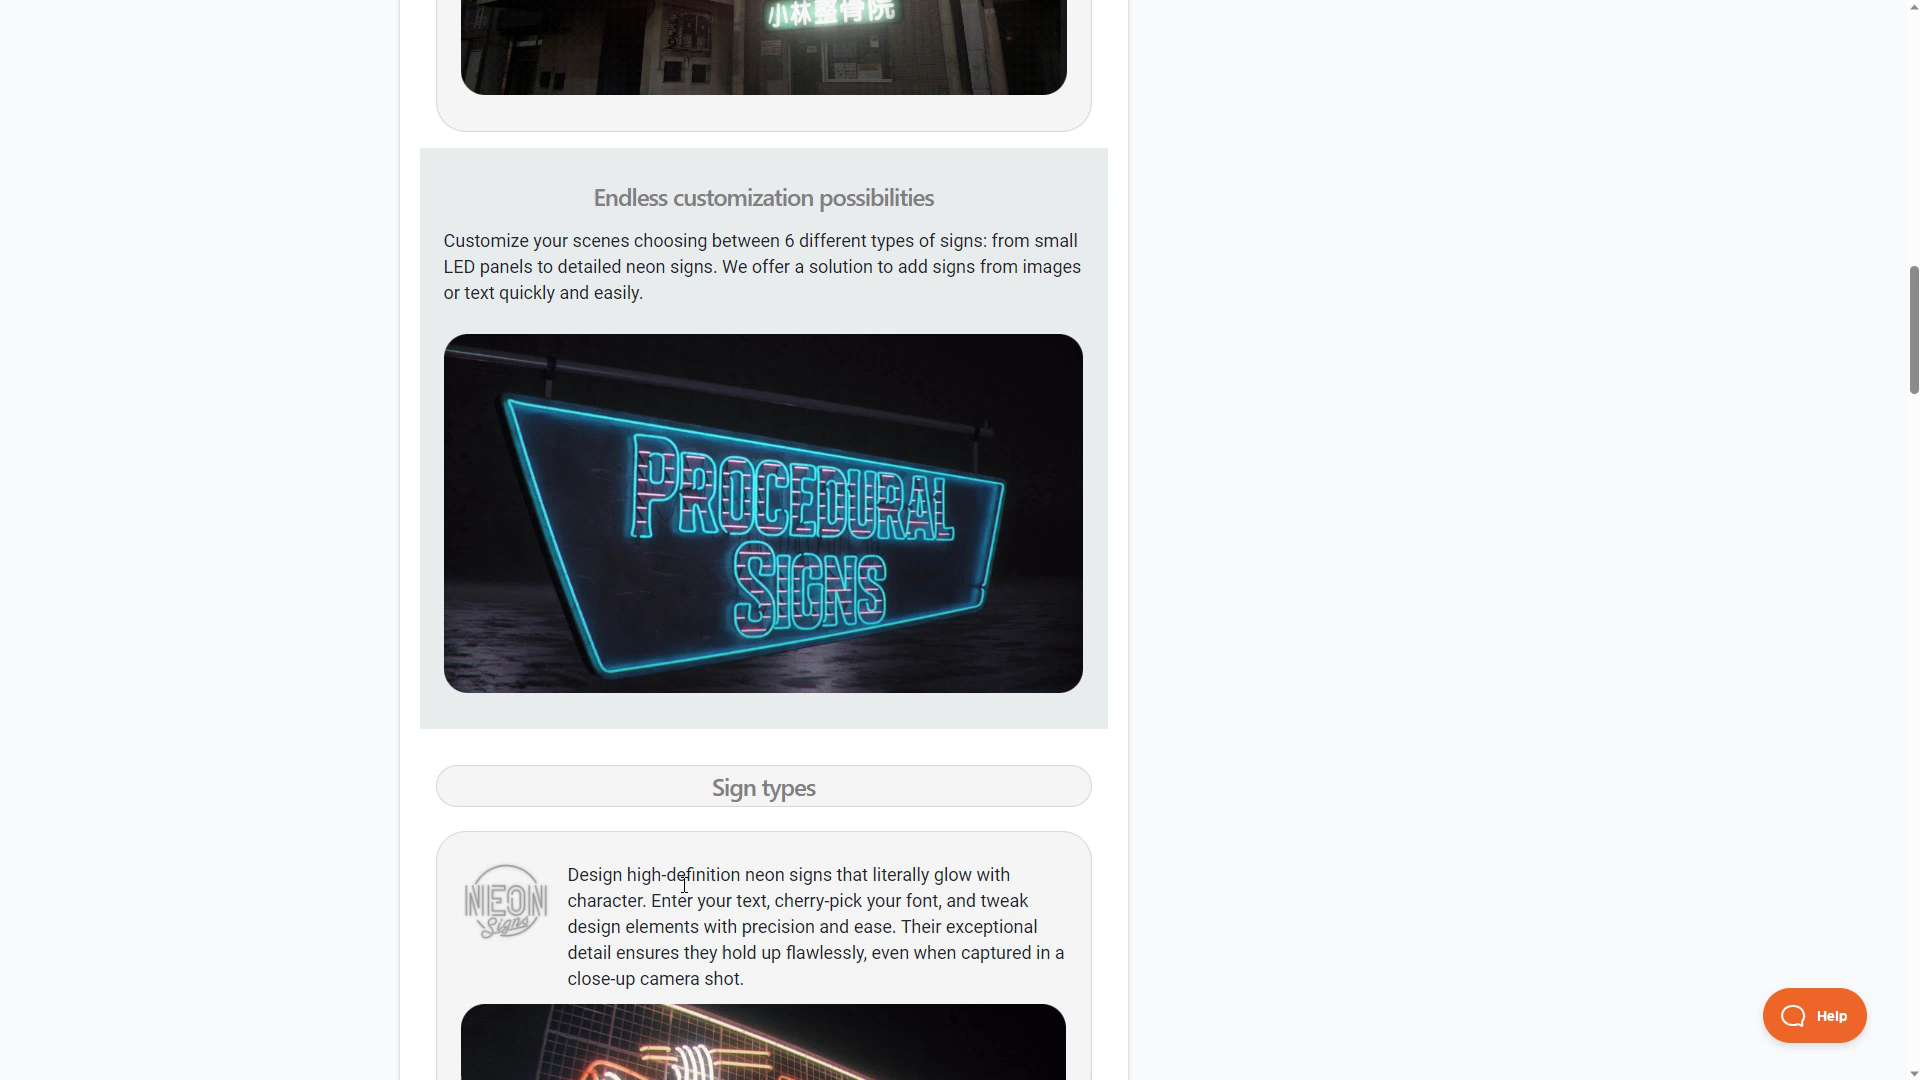 小林整骨院
Endless customization possibilities
Customize your scenes choosing between 6 different types of signs: from small
LED panels to detailed neon signs. We offer a solution to add signs from images
or text quickly and easily.
PROCEDURAL
SIGNS
Sign types
NEON
Signs
Design high-definition neon signs that literally glow with
character. Enter your text, cherry-pick your font, and tweak
design elements with precision and ease. Their exceptional
detail ensures they hold up flawlessly, even when captured in a
close-up camera shot.
Help